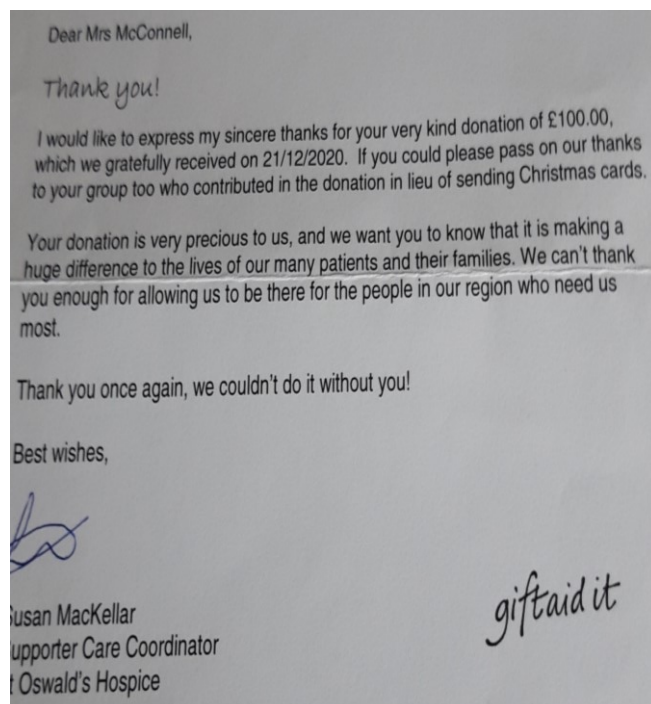 Dear Mrs McConnell,
Thank you!
I would like to express my sincere thanks for your very kind donation of £100.00,
which we gratefully received on 21/12/2020. If you could please pass on our thanks
to your group too who contributed in the donation in lieu of sending Christmas cards.
Your donation is very precious to us, and we want you to know that it is making a
huge difference to the lives of our many patients and their families. We can't thank
you enough for allowing us to be there for the people in our region who need us
most.
Thank you once again, we couldn't do it without you!
Best wishes,
Susan MacKellar
upporter Care Coordinator
t Oswald's Hospice
giftaid it